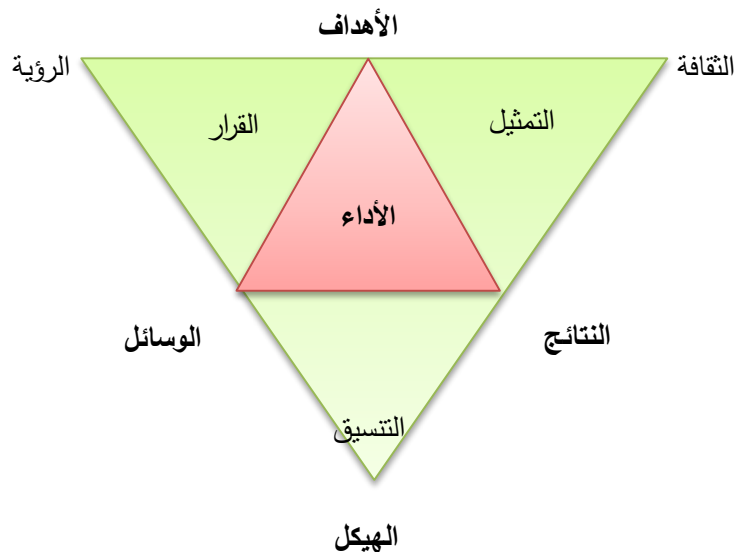 الأهداف
الثقافة
الرؤية
التمثيل
القرار
الأداء
النتائج
الوسائل
التنسيق
الهيكل